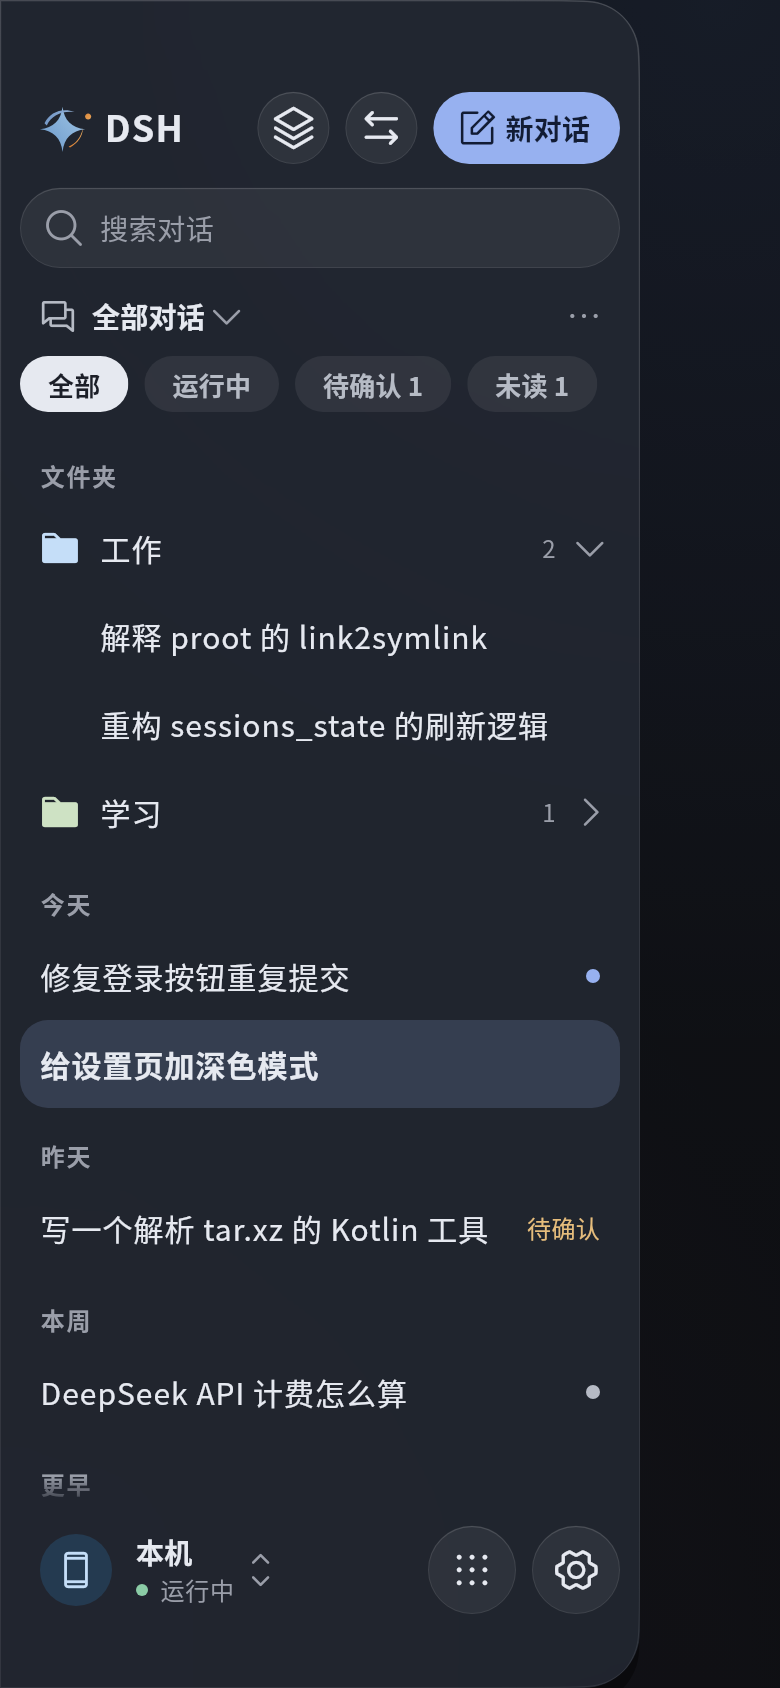 DSH
新对话
搜索对话
全部对话
全部 运行中 待确认 1 未读 1
文件夹
工作 2
解释 proot 的 link2symlink
重构 sessions_state 的刷新逻辑
学习 1
今天
修复登录按钮重复提交
给设置页加深色模式
昨天
写一个解析 tar.xz 的 Kotlin 工具 待确认
本周
DeepSeek API 计费怎么算
更早
本机
运行中